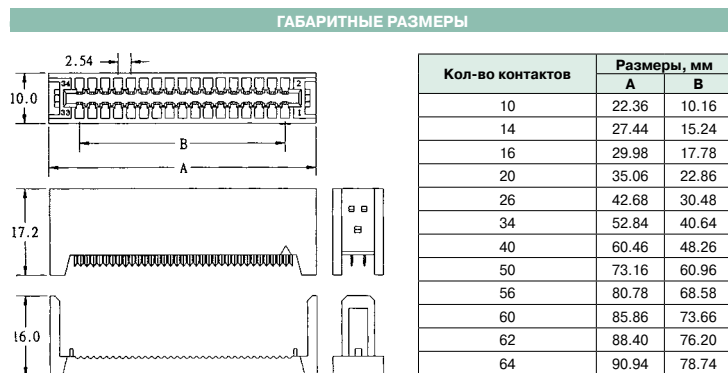 ГАБАРИТНЫЕ РАЗМЕРЫ
2.54
34
2
10.0
33
1
B
A
17.2
16.0
Кол-во контактов Размеры, мм
A B
10 22.36 10.16
14 27.44 15.24
16 29.98 17.78
20 35.06 22.86
26 42.68 30.48
34 52.84 40.64
40 60.46 48.26
50 73.16 60.96
56 80.78 68.58
60 85.86 73.66
62 88.40 76.20
64 90.94 78.74